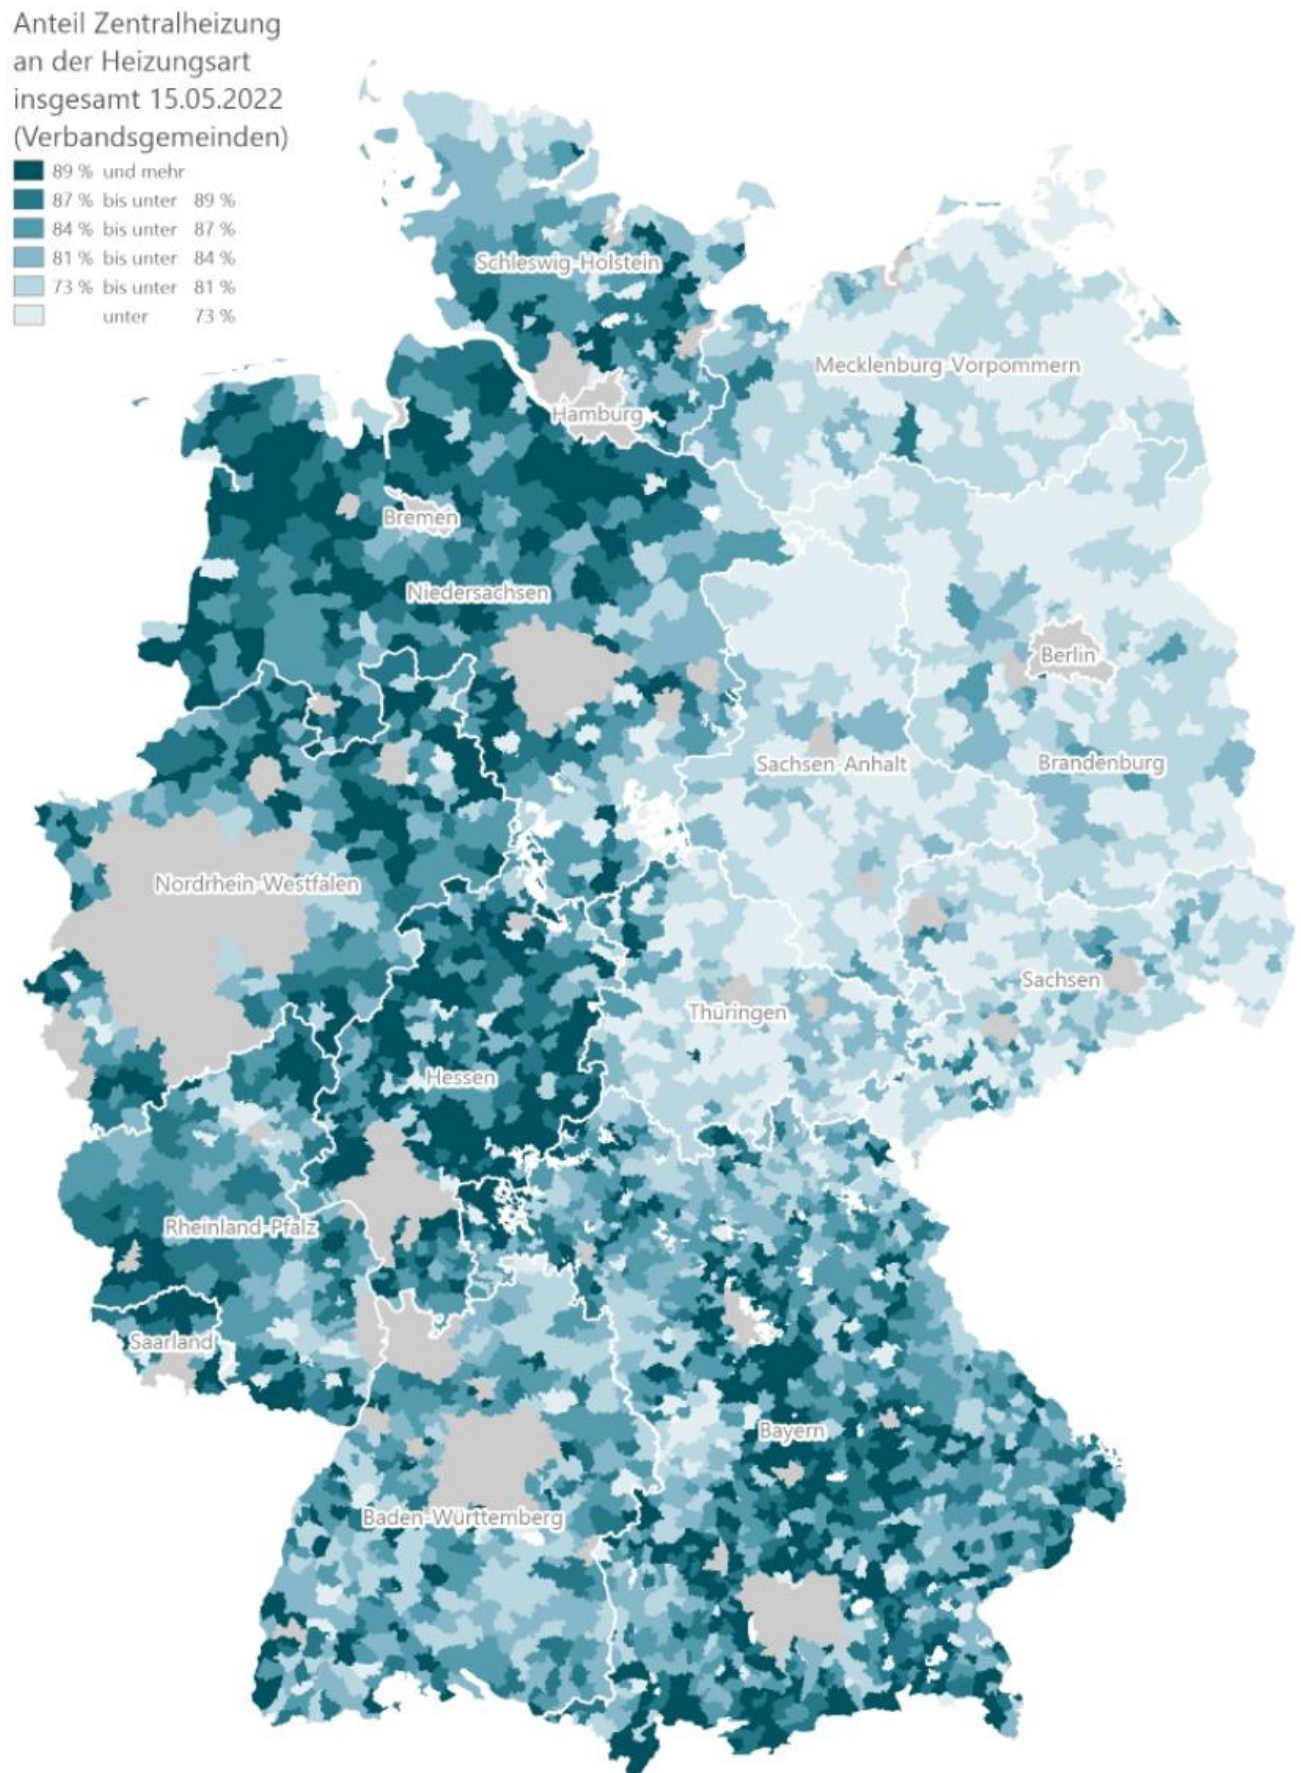 Anteil Zentralheizung
an der Heizungsart
insgesamt 15.05.2022
(Verbandsgemeinden)
89 % und mehr
87 % bis unter 89 %
84 % bis unter 87 %
81 % bis unter 84 %
73 % bis unter 81 %
unter 73 %
Schleswig-Holstein
Mecklenburg-Vorpommern
Hamburg
Bremen
Niedersachsen
Berlin
Sachsen-Anhalt
Brandenburg
Nordrhein-Westfalen
Sachsen
Thüringen
Hessen
Rheinland-Pfalz
Saarland
Bayern
Baden-Württemberg